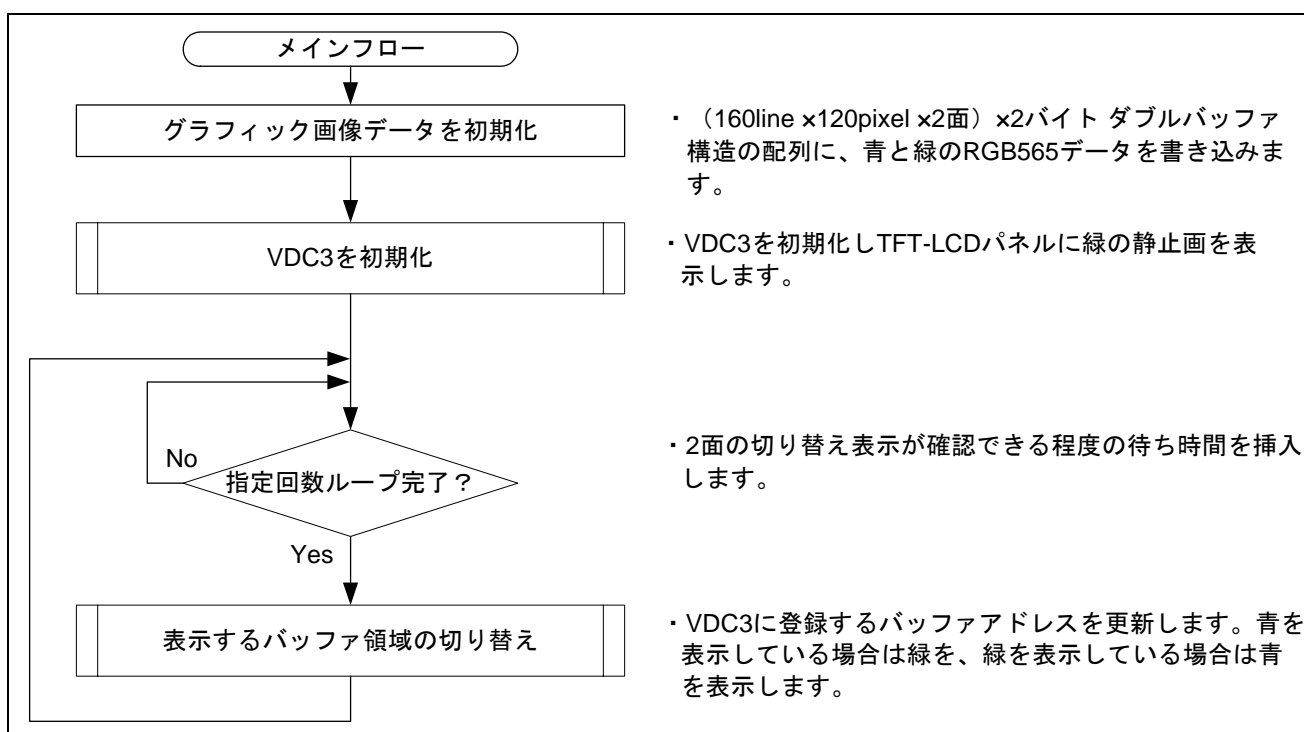 メインフロー
グラフィック画像データを初期化
・（160line ×120pixel ×2面）×2バイト ダブルバッファ
構造の配列に、青と緑のRGB565データを書き込みま
す。
VDC3を初期化
・VDC3を初期化しTFT-LCDパネルに緑の静止画を表
示します。
No
指定回数ループ完了？
・2面の切り替え表示が確認できる程度の待ち時間を挿入
します。
Yes
表示するバッファ領域の切り替え
・VDC3に登録するバッファアドレスを更新します。青を
表示している場合は緑を、緑を表示している場合は青
を表示します。